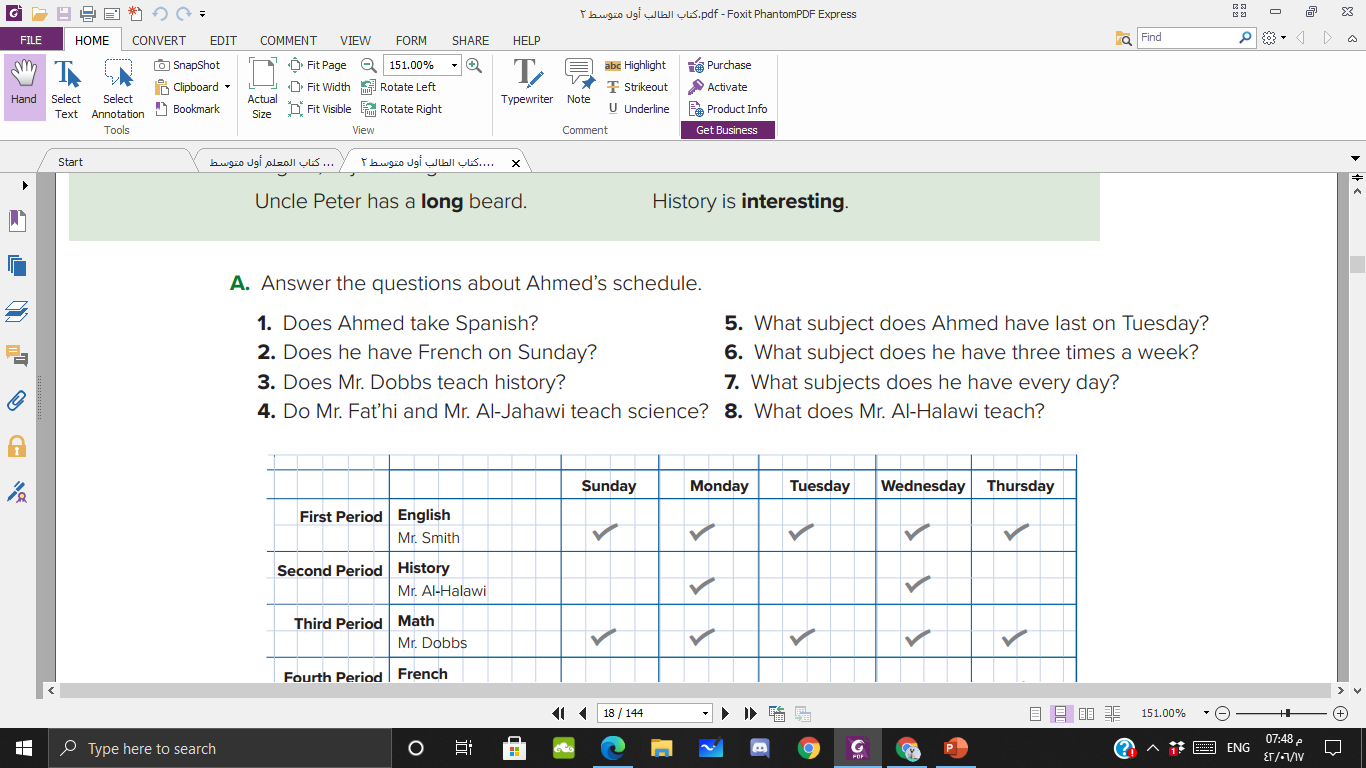 كتاب الطالب أول متوسط ٢.pdf - Foxit PhantomPDF Express
FILE HOME CONVERT EDIT COMMENT VIEW FORM SHARE HELP
Find
Hand
Select Text
Select Annotation
SnapShot
Clipboard
Bookmark
Tools
Actual Size
Fit Page
Fit Width
Fit Visible
151.00%
Rotate Left
Rotate Right
View
Typewriter
Note
abc Highlight
T Strikeout
U Underline
Comment
Purchase
Activate
Product Info
Get Business
Start
كتاب المعلم أول متوسط ...
كتاب الطالب أول متوسط ٢....
Uncle Peter has a long beard.
History is interesting.
A. Answer the questions about Ahmed's schedule.
1. Does Ahmed take Spanish?
2. Does he have French on Sunday?
3. Does Mr. Dobbs teach history?
4. Do Mr. Fat'hi and Mr. Al-Jahawi teach science?
5. What subject does Ahmed have last on Tuesday?
6. What subject does he have three times a week?
7. What subjects does he have every day?
8. What does Mr. Al-Halawi teach?
Sunday Monday Tuesday Wednesday Thursday
First Period English
Mr. Smith
Second Period History
Mr. Al-Halawi
Third Period Math
Mr. Dobbs
Fourth Period French
18 / 144
151.00%
Type here to search
ENG
07:48 م
٤٢/٠٦/١٧